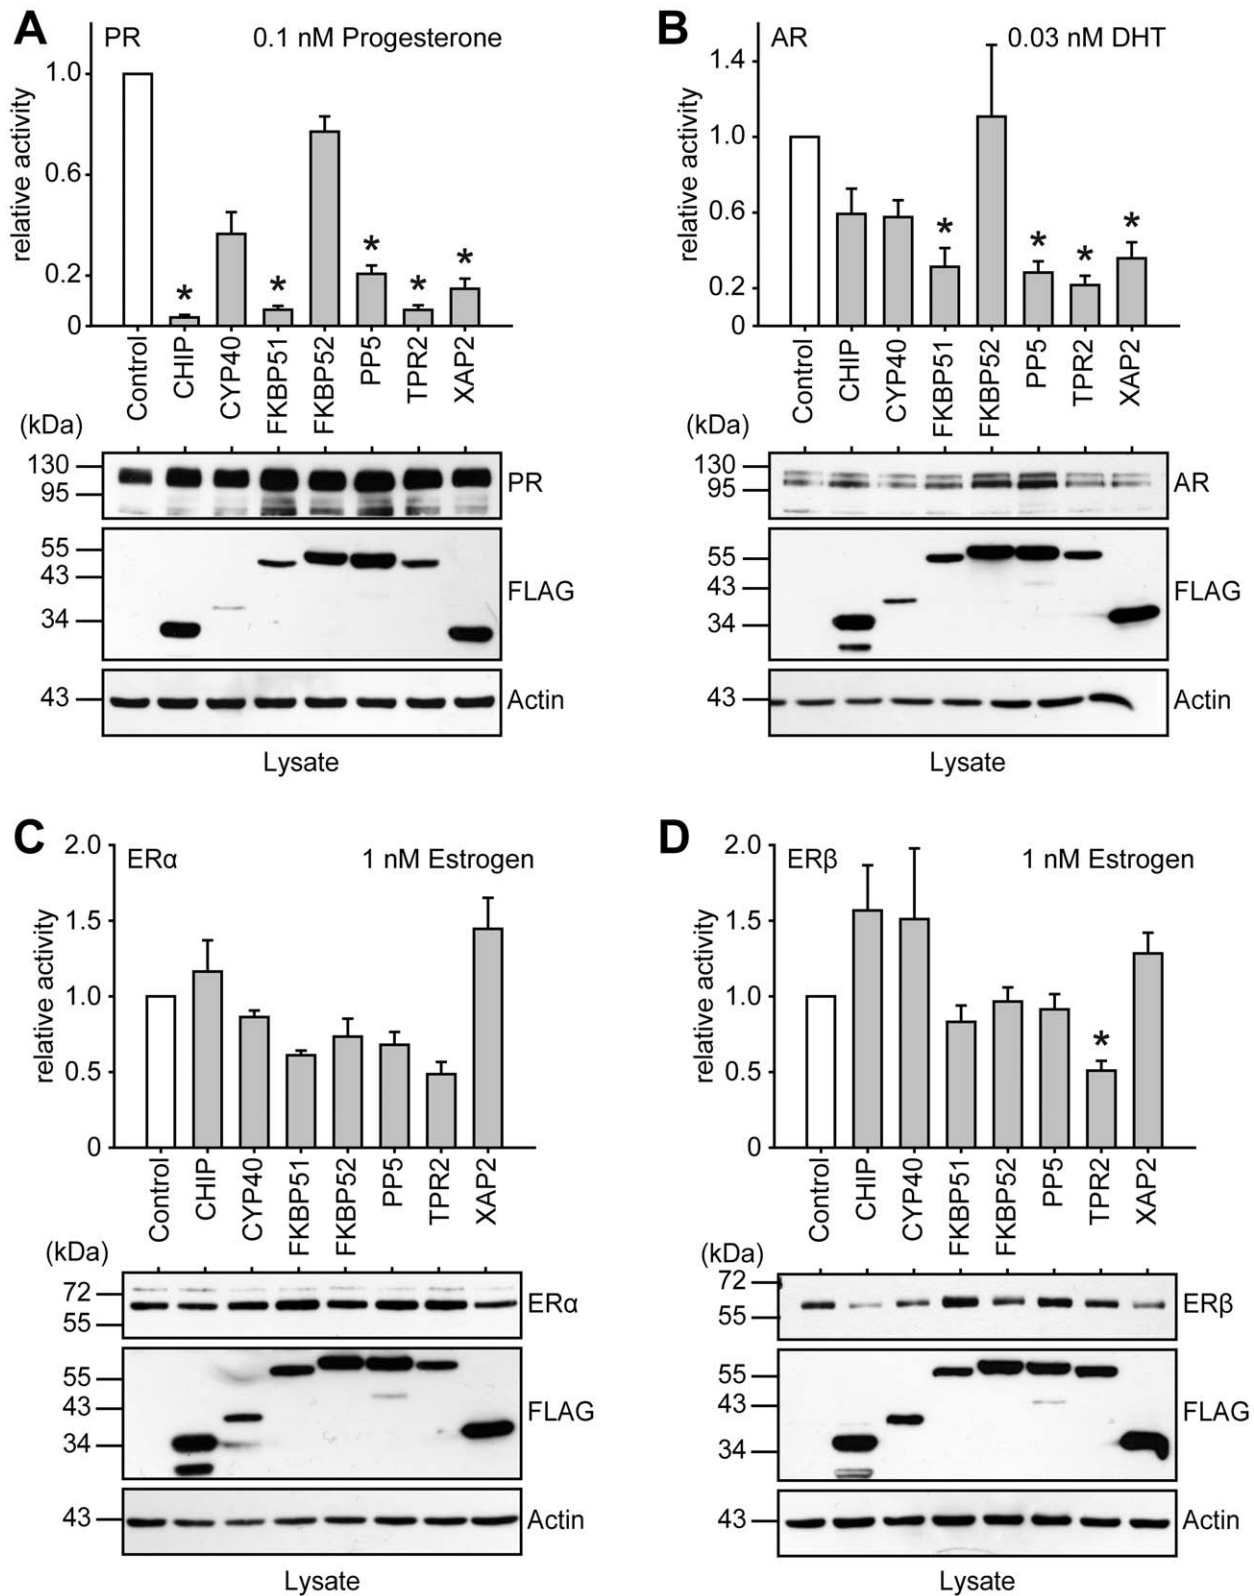 A
PR
0.1 nM Progesterone
relative activity
1.0
0.6
0.2
0
Control
CHIP
CYP40
FKBP51
FKBP52
PP5
TPR2
XAP2
* * * * *
(kDa)
130
95
PR
55
43
34
FLAG
43
Actin
Lysate
B
AR
0.03 nM DHT
relative activity
1.4
1.0
0.6
0.2
0
Control
CHIP
CYP40
FKBP51
FKBP52
PP5
TPR2
XAP2
* * * *
(kDa)
130
95
AR
55
43
34
FLAG
43
Actin
Lysate
C
ERα
1 nM Estrogen
relative activity
2.0
1.5
1.0
0.5
0
Control
CHIP
CYP40
FKBP51
FKBP52
PP5
TPR2
XAP2
(kDa)
72
55
ERα
55
43
34
FLAG
43
Actin
Lysate
D
ERβ
1 nM Estrogen
relative activity
2.0
1.5
1.0
0.5
0
Control
CHIP
CYP40
FKBP51
FKBP52
PP5
TPR2
XAP2
*
(kDa)
72
55
ERβ
55
43
34
FLAG
43
Actin
Lysate